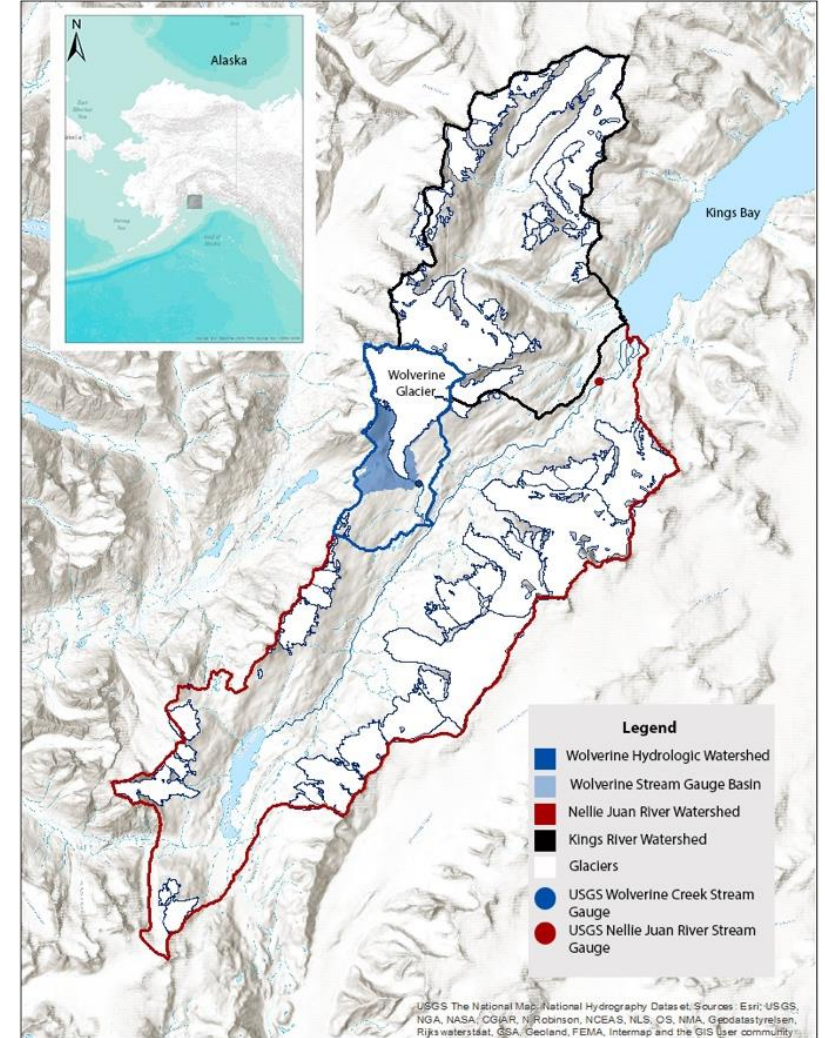 N
Alaska
Kings Bay
Wolverine
Glacier
Legend
Wolverine Hydrologic Watershed
Wolverine Stream Gauge Basin
Nellie Juan River Watershed
Kings River Watershed
Glaciers
USGS Wolverine Creek Stream
Gauge
USGS Nellie Juan River Stream
Gauge
USGS The National Map: National Hydrography Dataset. Sources: Esri; USGS,
NGA, NASA, CGIAR, N Robinson, NCEAS, NLS, OS, NMA, Geodatastyrelsen,
Rijkswaterstaat, GSA, Geoland, FEMA, Intermap and the GIS user community